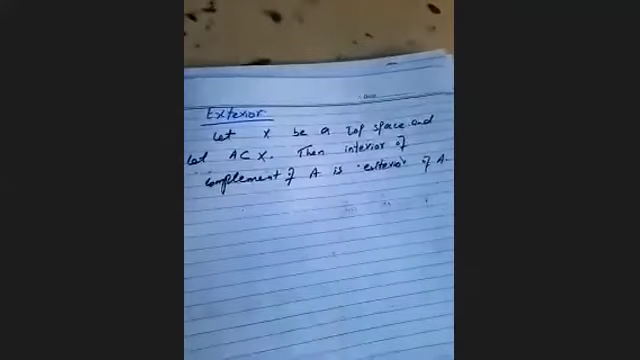 Exterior
Let X be a Top space and
let A ⊂ X. Then interior of
complement of A is exterior of A.